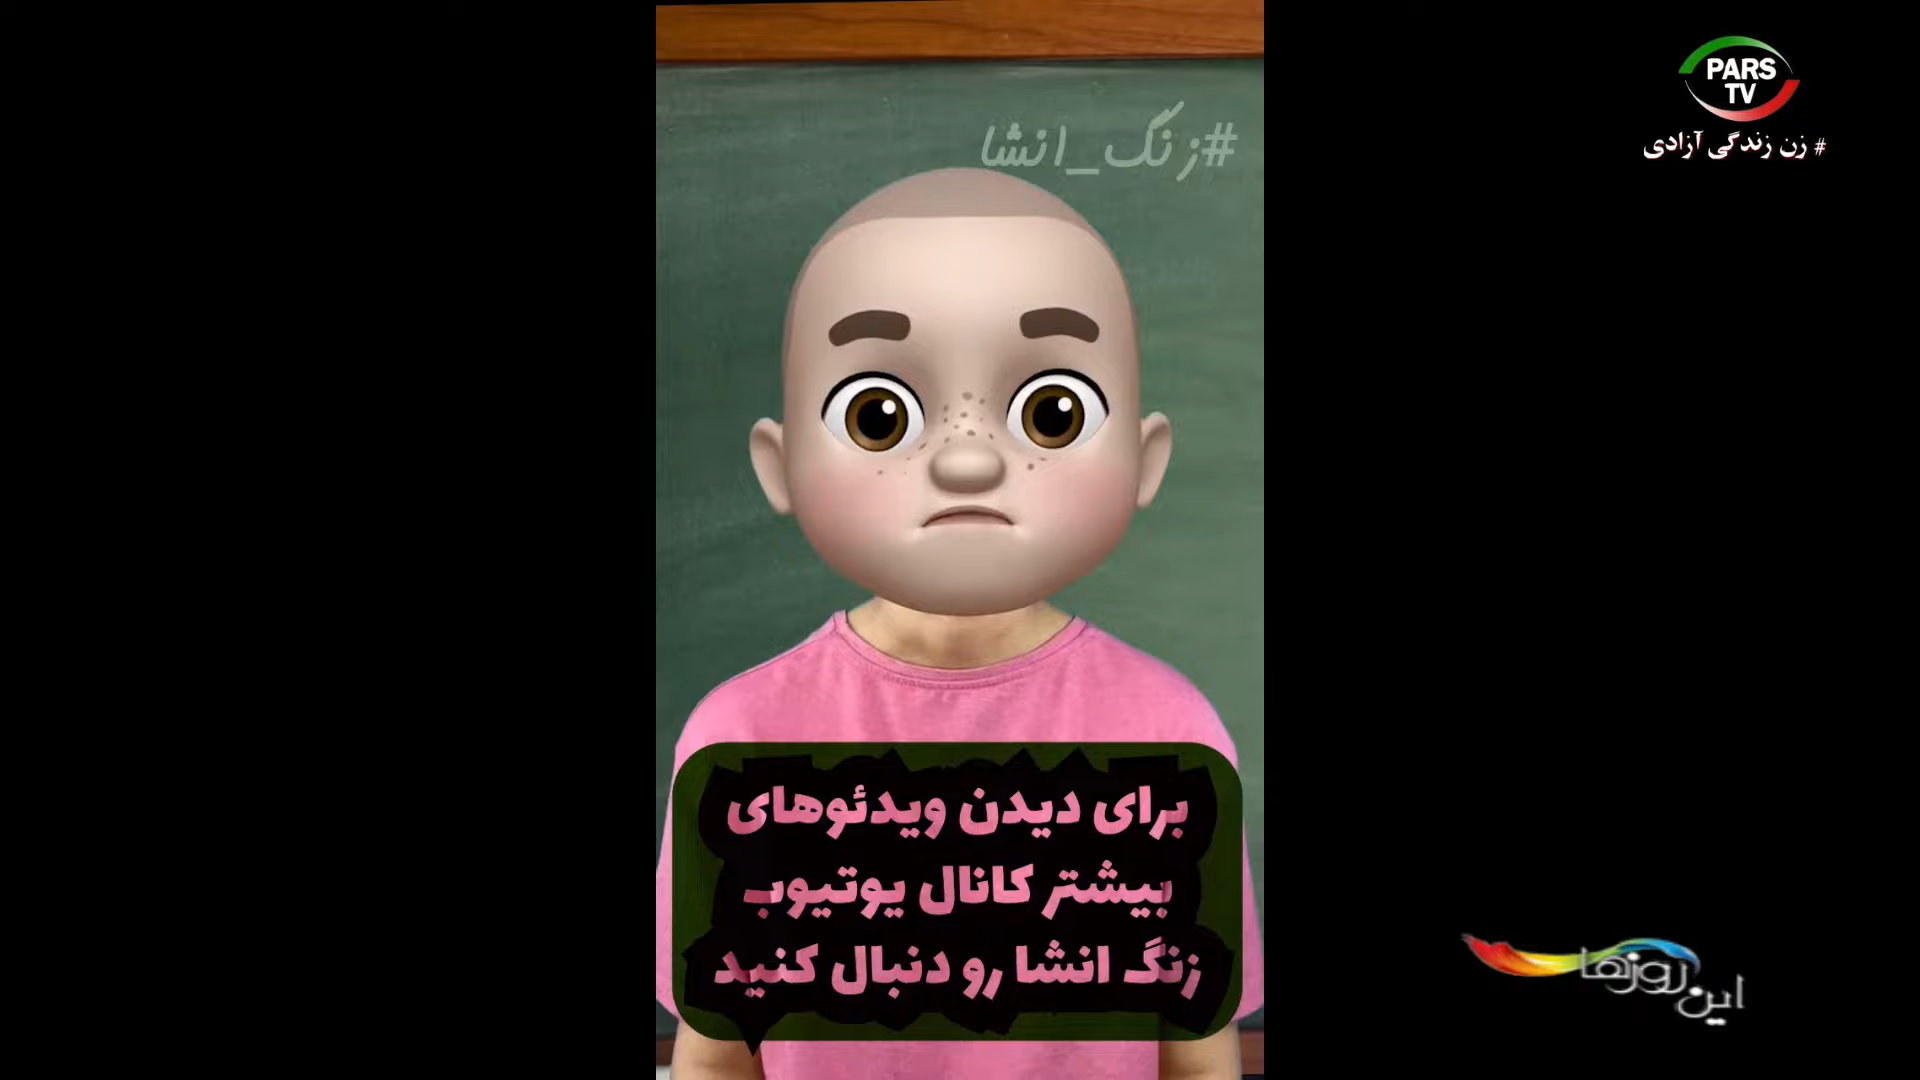 PARS
TV
# زن زندگی آزادی
#زنگ_انشا
برای دیدن ویدئوهای
بیشتر کانال یوتیوب
زنگ انشا رو دنبال کنید
این روزها